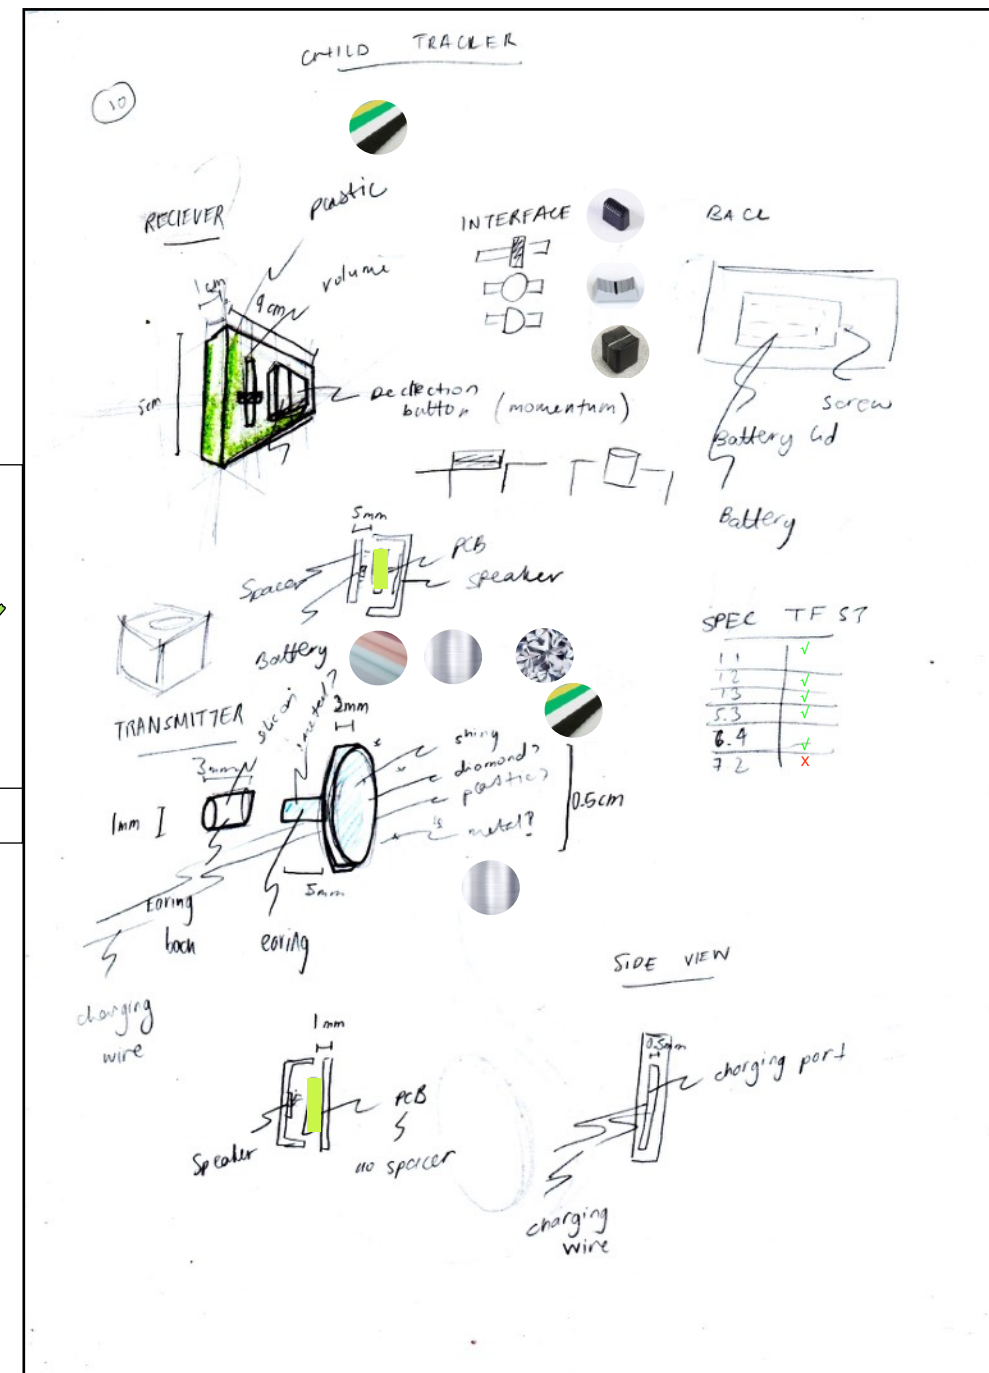 CHILD TRACKER
10
RECIEVER
plastic
volume
1cm
9cm
5cm
INTERFACE
BACK
button (momentum)
screw
Battery lid
Battery
5mm
PCB
speaker
Spacer
Battery
SPEC TF S?
1.1 √
1.2 √
1.3 √
5.3 √
6.4 √
7.2 x
TRANSMITTER
silicon
2mm
3mm
1mm
shiny
diamond?
plastic?
metal?
0.5cm
5mm
Earing
back
earing
charging
wire
SIDE VIEW
1mm
PCB
no spacer
Speaker
0.5mm
charging port
charging
wire